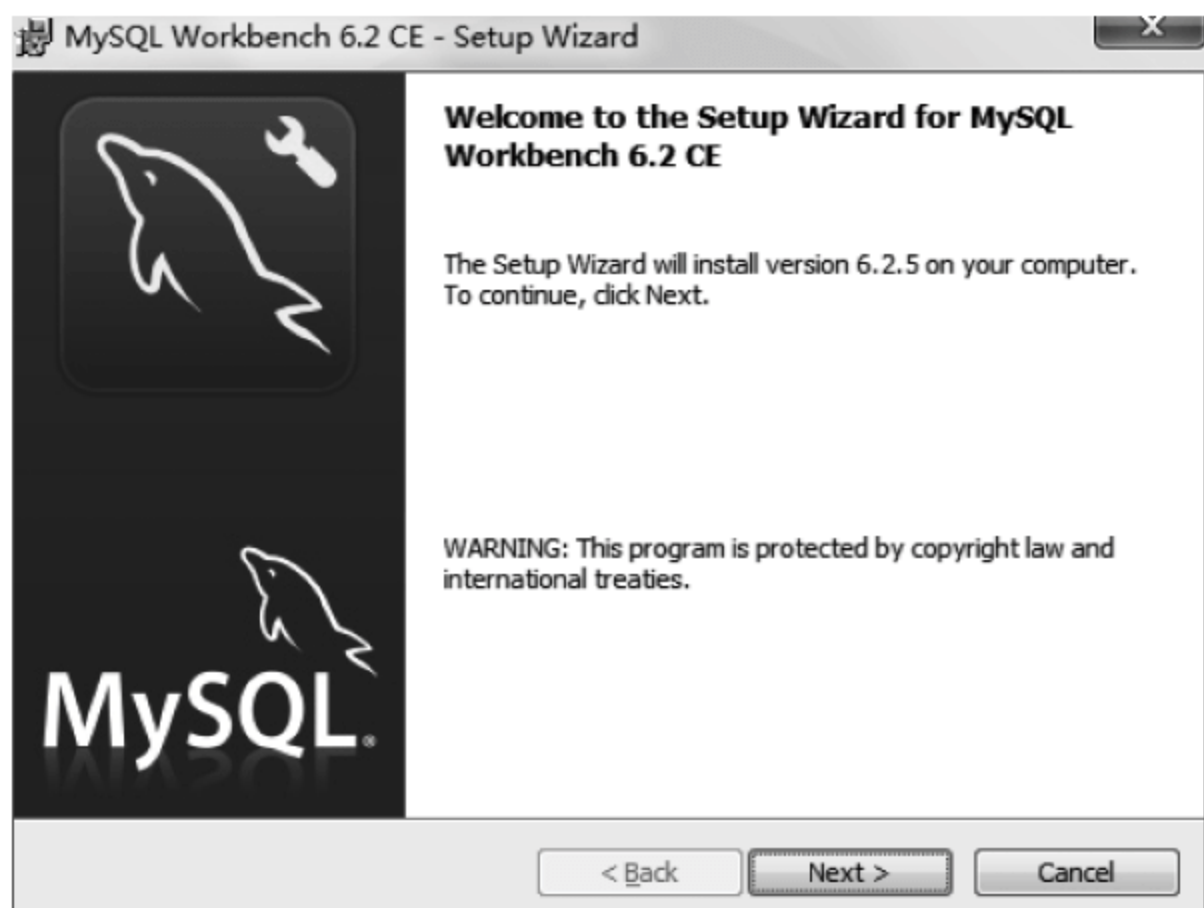 MySQL Workbench 6.2 CE - Setup Wizard
Welcome to the Setup Wizard for MySQL
Workbench 6.2 CE
The Setup Wizard will install version 6.2.5 on your computer.
To continue, click Next.
WARNING: This program is protected by copyright law and
international treaties.
MySQL®
< Back Next > Cancel